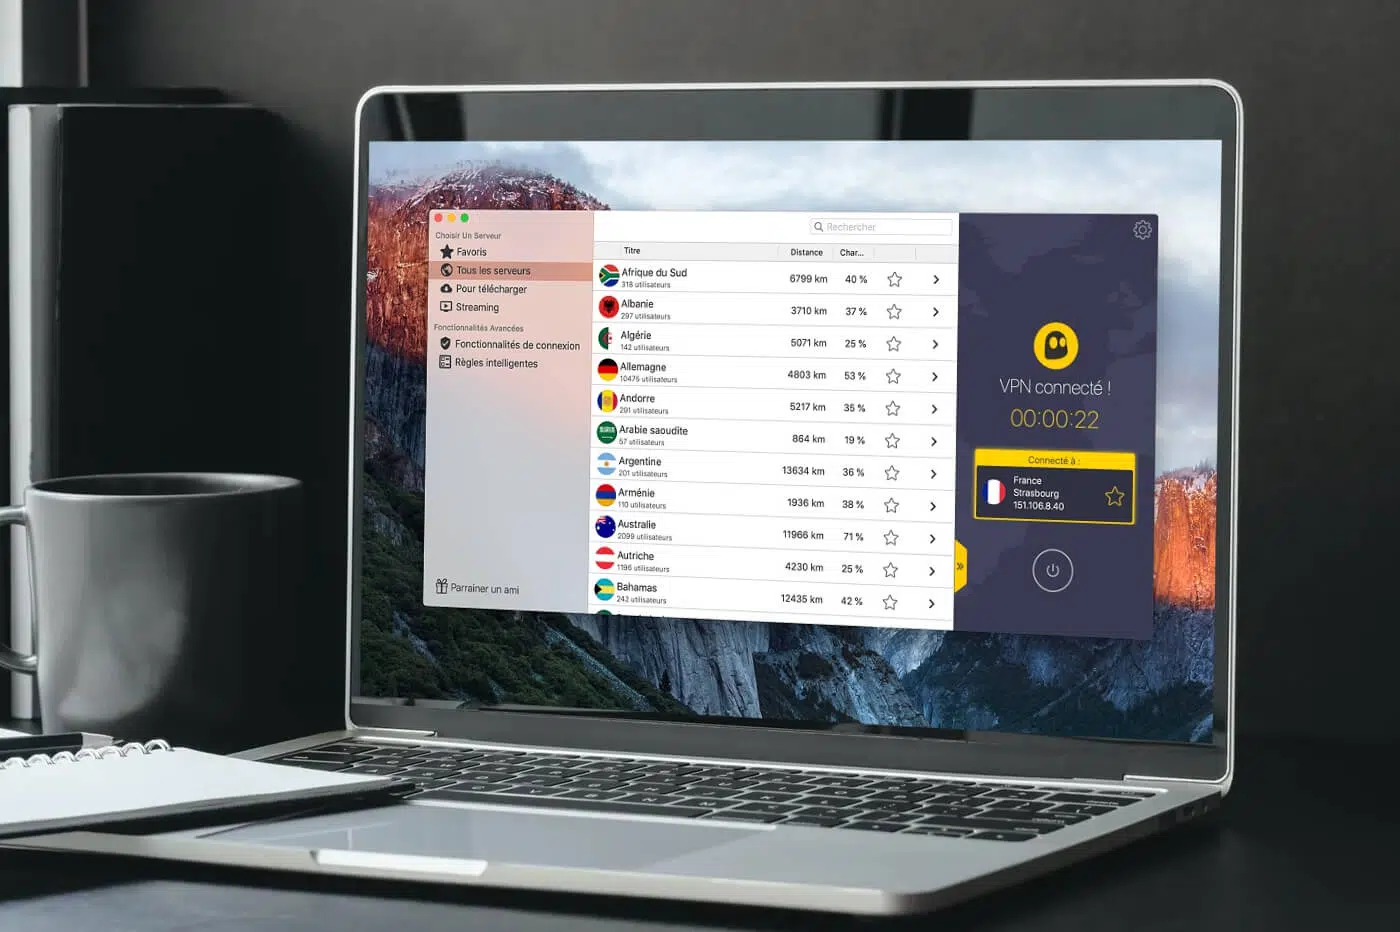 Choisir Un Serveur
Favoris
Tous les serveurs
Pour télécharger
Streaming
Fonctionnalités Avancées
Fonctionnalités de connexion
Règles intelligentes
Parrainer un ami
Rechercher
Titre Distance Char...
Afrique du Sud 6799 km 40 %
318 utilisateurs
Albanie 3710 km 37 %
297 utilisateurs
Algérie 5071 km 25 %
142 utilisateurs
Allemagne 4803 km 53 %
10475 utilisateurs
Andorre 5217 km 35 %
291 utilisateurs
Arabie saoudite 864 km 19 %
57 utilisateurs
Argentine 13634 km 36 %
201 utilisateurs
Arménie 1936 km 38 %
110 utilisateurs
Australie 11966 km 71 %
2099 utilisateurs
Autriche 4230 km 25 %
1196 utilisateurs
Bahamas 12435 km 42 %
242 utilisateurs
VPN connecté !
00:00:22
Connecté à :
France
Strasbourg
151.106.8.40